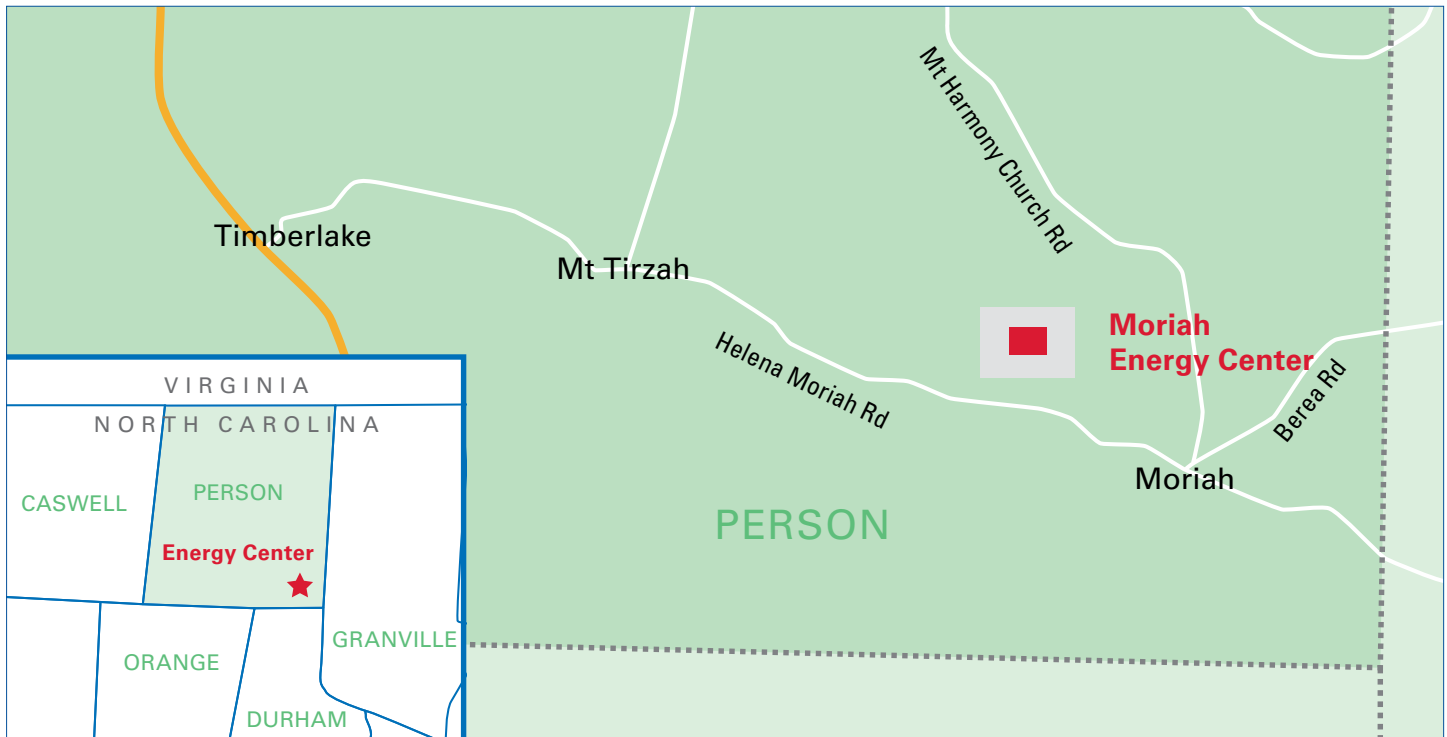 Mt Harmony Church Rd
Timberlake
Mt Tirzah
Moriah
Energy Center
Helena Moriah Rd
Berea Rd
Moriah
PERSON
VIRGINIA
NORTH CAROLINA
CASWELL
PERSON
Energy Center
GRANVILLE
ORANGE
DURHAM